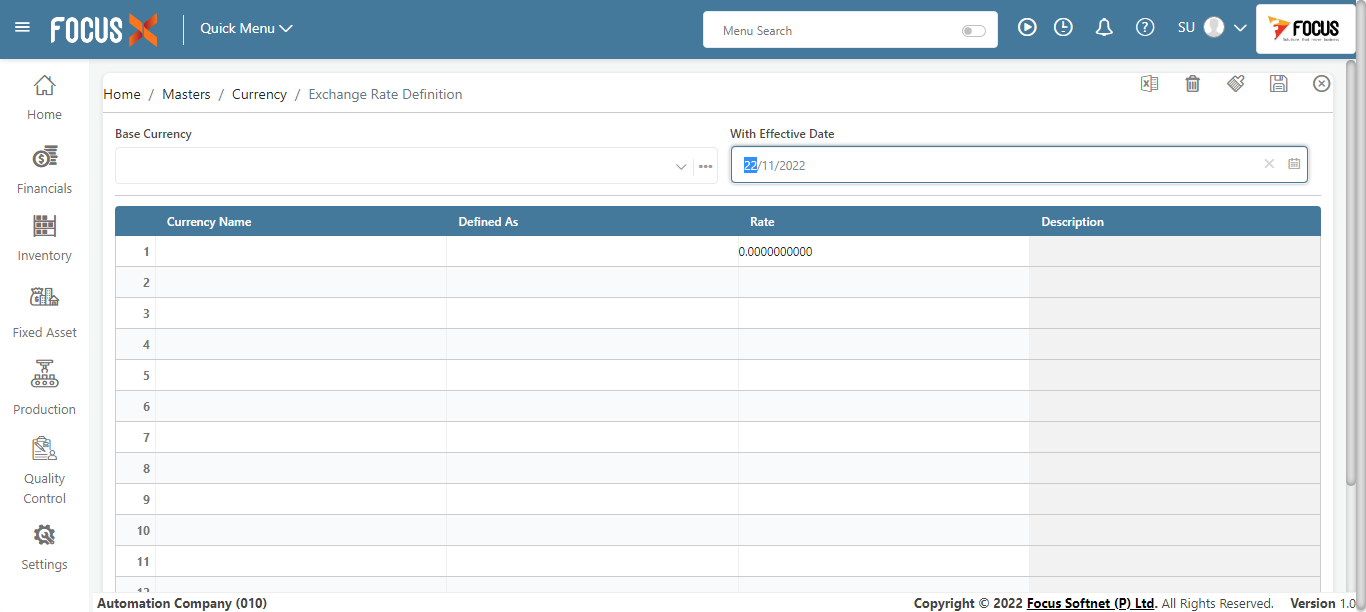 FOCUS X
Quick Menu
Menu Search
SU
FOCUS
Home
Financials
Inventory
Fixed Asset
Production
Quality
Control
Settings
Home / Masters / Currency / Exchange Rate Definition
Base Currency
With Effective Date
22/11/2022
Currency Name Defined As Rate Description
1 0.0000000000
2
3
4
5
6
7
8
9
10
11
12
Automation Company (010)
Copyright © 2022 Focus Softnet (P) Ltd. All Rights Reserved. Version 1.0